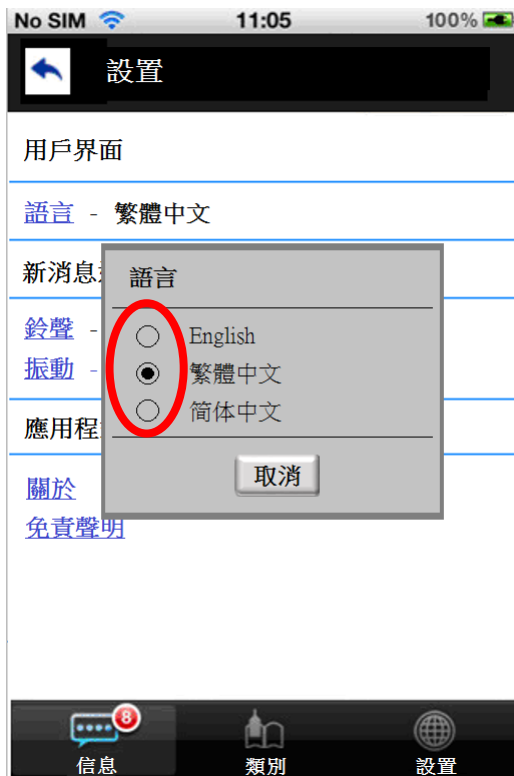 No SIM 11:05 100%
設置
用戶界面
語言 - 繁體中文
新消息
語言
鈴聲 -
English
振動 -
繁體中文
简体中文
應用程
取消
關於
免責聲明
8
信息 類別 設置